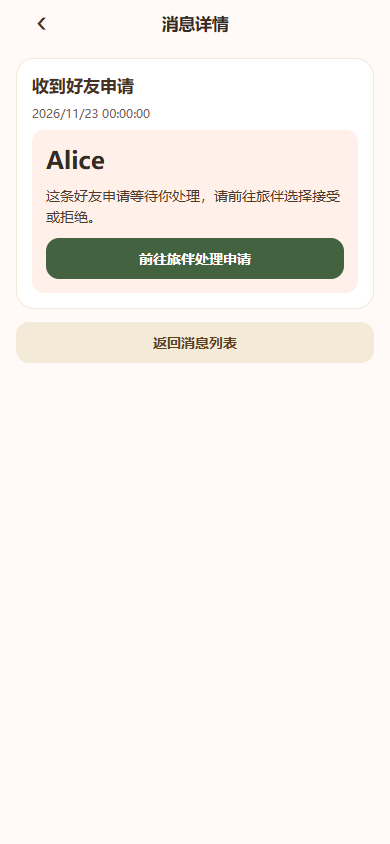 消息详情
收到好友申请
2026/11/23 00:00:00
Alice
这条好友申请等待你处理，请前往旅伴选择接受
或拒绝。
前往旅伴处理申请
返回消息列表